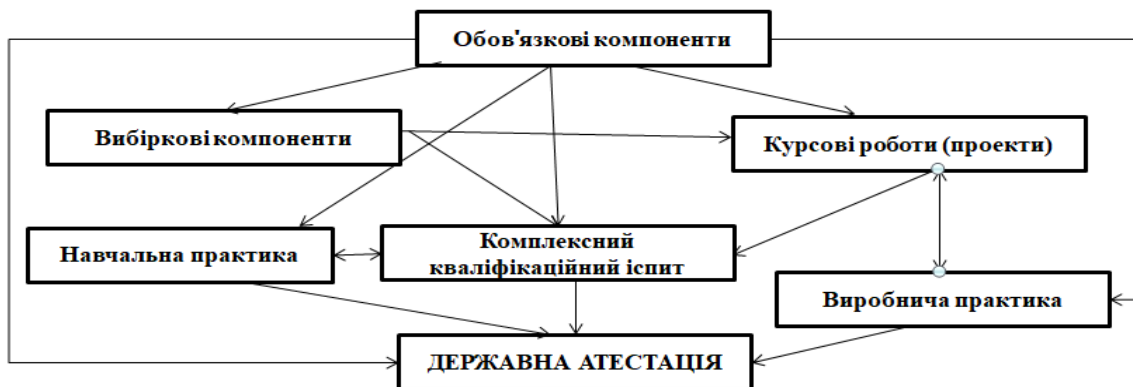 Обов'язкові компоненти
Вибіркові компоненти
Курсові роботи (проекти)
Навчальна практика
Комплексний
кваліфікаційний іспит
Виробнича практика
ДЕРЖАВНА АТЕСТАЦІЯ